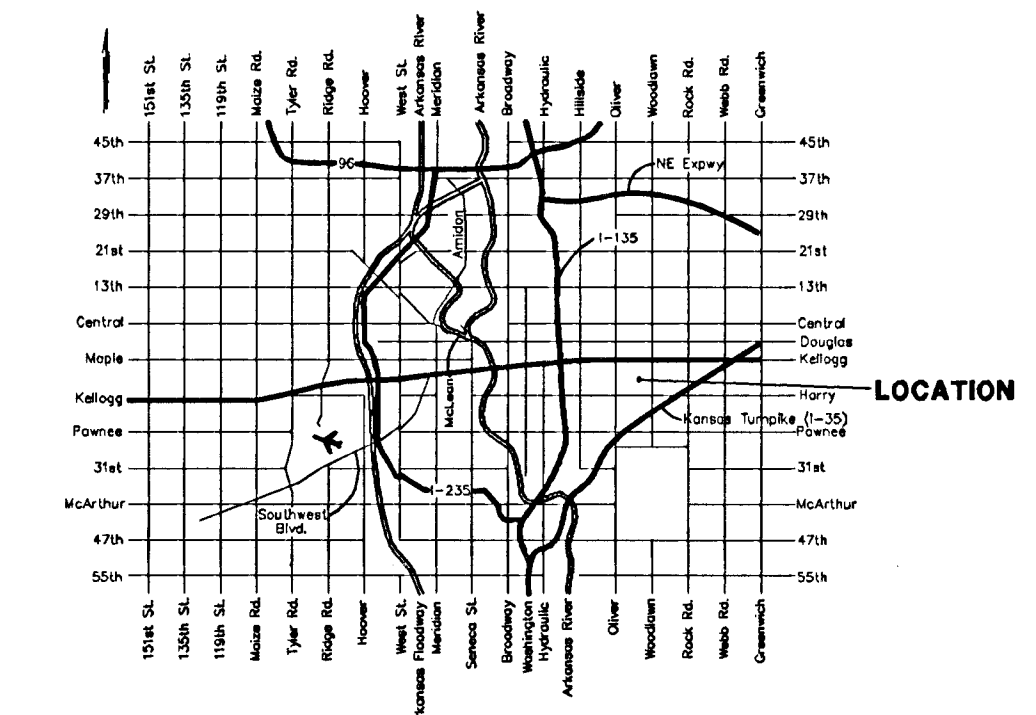 151st St.
135th St.
119th St.
Maize Rd.
Tyler Rd.
Ridge Rd.
Hoover
West St.
Arkansas River
Meridian
Arkansas River
Broadway
Hydraulic
Hillside
Oliver
Woodlawn
Rock Rd.
Webb Rd.
Greenwich
45th
45th
96
NE Expwy
37th
37th
29th
29th
Amidon
I-135
21st
21st
13th
13th
Central
Central
Douglas
Maple
Kellogg
McLean
LOCATION
Kellogg
Harry
Kansas Turnpike (I-35)
Pawnee
Pawnee
31st
31st
I-235
McArthur
McArthur
Southwest
Blvd.
47th
47th
55th
55th
151st St.
135th St.
119th St.
Maize Rd.
Tyler Rd.
Ridge Rd.
Hoover
West St.
rkansas Floodway
Meridian
Seneca St.
Broadway
Washington
Hydraulic
Arkansas River
Oliver
Woodlawn
Rock Rd.
Webb Rd.
Greenwich